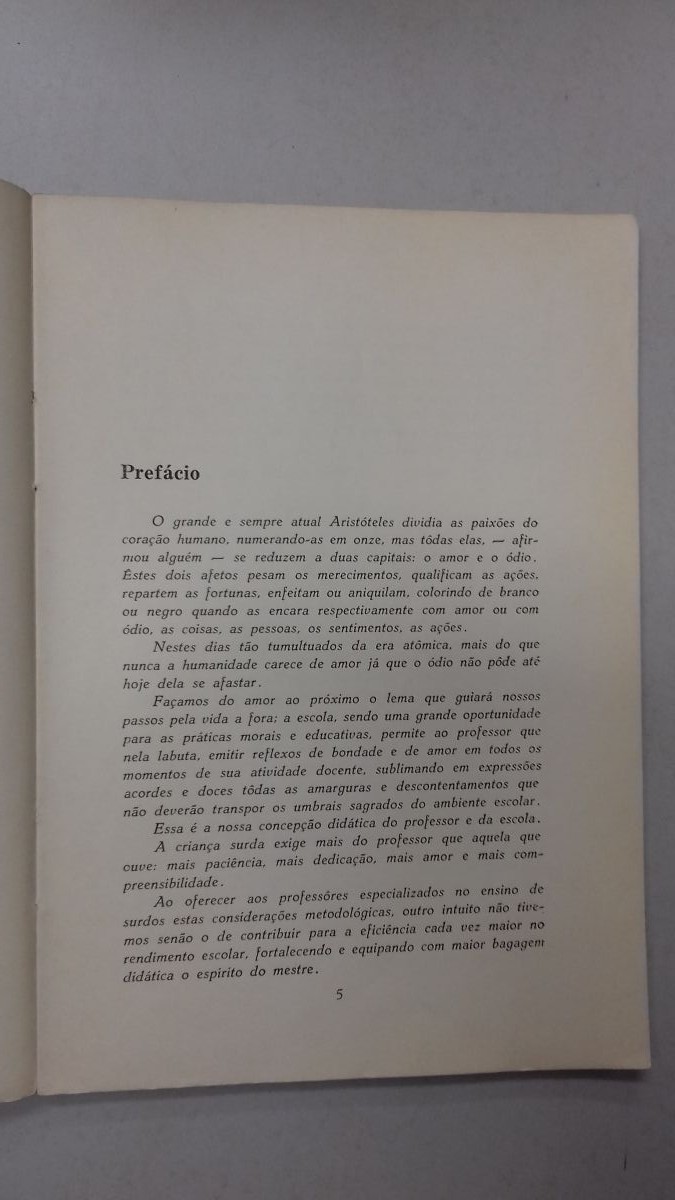 Prefácio
O grande e sempre atual Aristóteles dividia as paixões do
coração humano, numerando-as em onze, mas tôdas elas, — afir-
mou alguém — se reduzem a duas capitais: o amor e o ódio.
Êstes dois afetos pesam os merecimentos, qualificam as ações,
repartem as fortunas, enfeitam ou aniquilam, colorindo de branco
ou negro quando as encara respectivamente com amor ou com
ódio, as coisas, as pessoas, os sentimentos, as ações.
Nestes dias tão tumultuados da era atômica, mais do que
nunca a humanidade carece de amor já que o ódio não pôde até
hoje dela se afastar.
Façamos do amor ao próximo o lema que guiará nossos
passos pela vida a fora; a escola, sendo uma grande oportunidade
para as práticas morais e educativas, permite ao professor que
nela labuta, emitir reflexos de bondade e de amor em todos os
momentos de sua atividade docente, sublimando em expressões
acordes e doces tôdas as amarguras e descontentamentos que
não deverão transpor os umbrais sagrados do ambiente escolar.
Essa é a nossa concepção didática do professor e da escola.
A criança surda exige mais do professor que aquela que
ouve: mais paciência, mais dedicação, mais amor e mais com-
preensibilidade.
Ao oferecer aos professôres especializados no ensino de
surdos estas considerações metodológicas, outro intuito não tive-
mos senão o de contribuir para a eficiência cada vez maior no
rendimento escolar, fortalecendo e equipando com maior bagagem
didática o espírito do mestre.
5